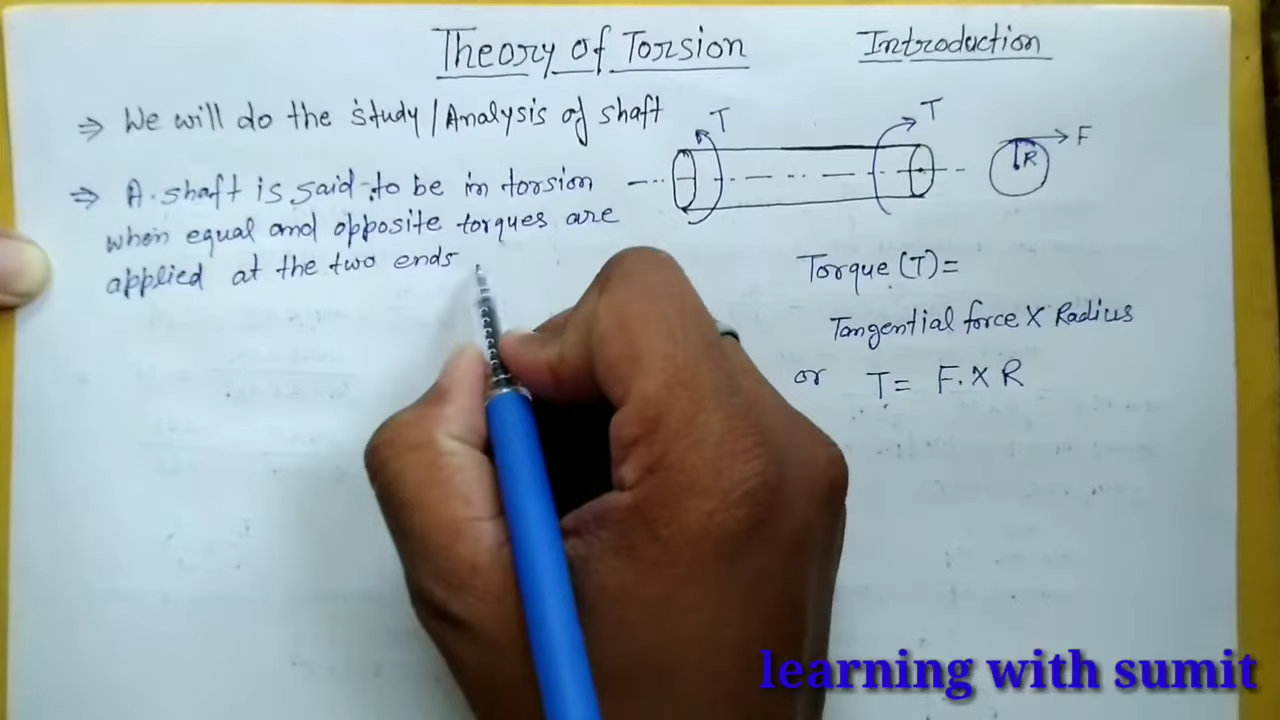 Theory of Torsion
Introduction
⇒ We will do the study/Analysis of shaft
⇒ A shaft is said to be in torsion
when equal and opposite torques are
applied at the two ends
T
T
F
R
Torque (T) =
Tangential force X Radius
or T = F. X R
learning with sumit